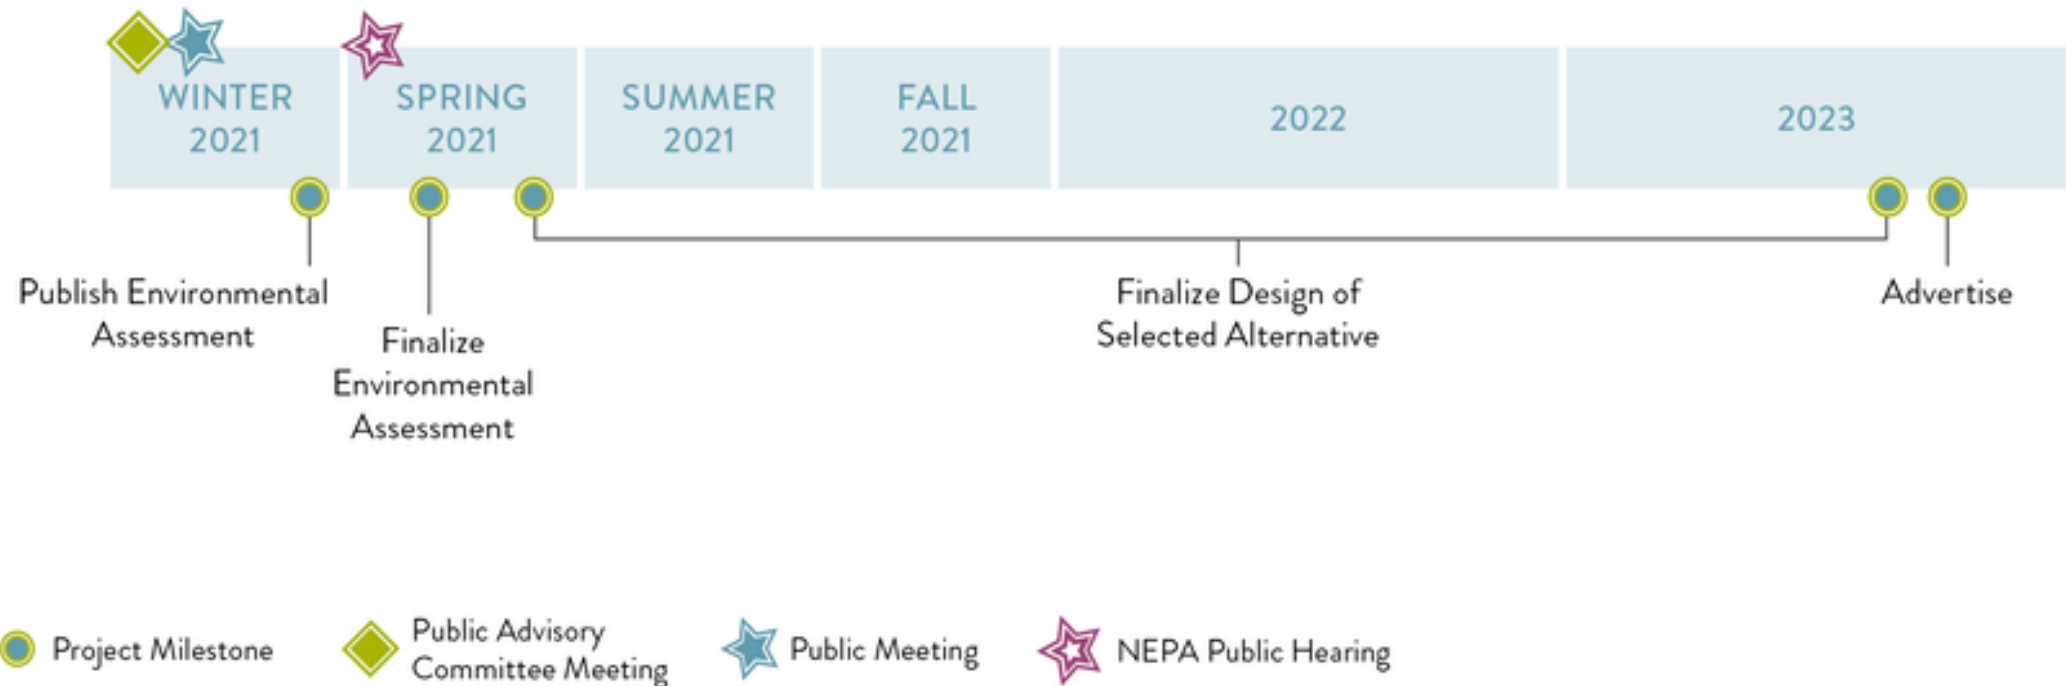 WINTER
2021
SPRING
2021
SUMMER
2021
FALL
2021
2022
2023
Publish Environmental
Assessment
Finalize
Environmental
Assessment
Finalize Design of
Selected Alternative
Advertise
Project Milestone
Public Advisory
Committee Meeting
Public Meeting
NEPA Public Hearing